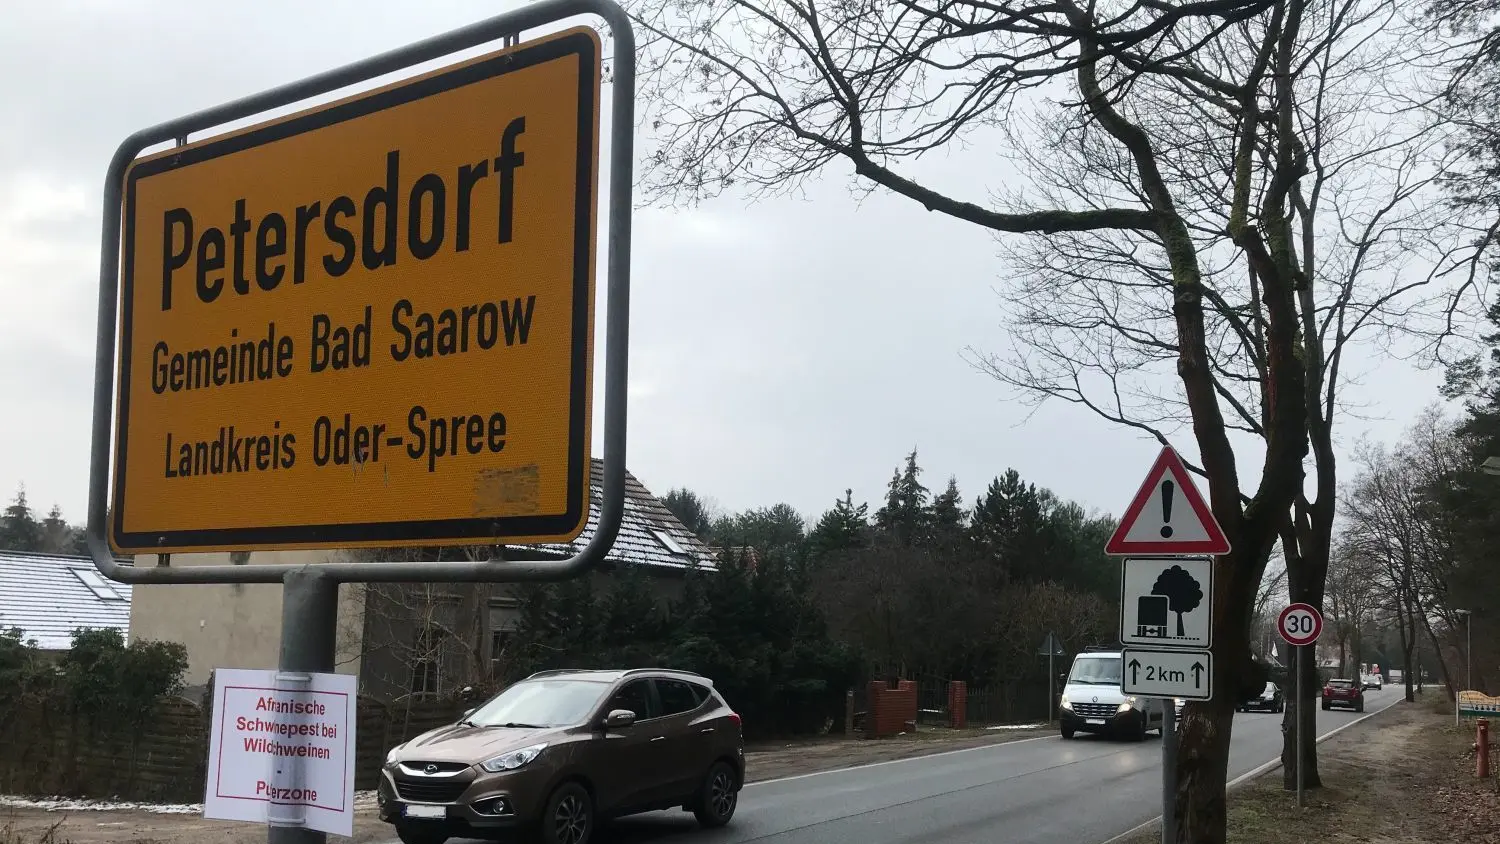 Petersdorf
Gemeinde Bad Saarow
Landkreis Oder-Spree
Afrikanische
Schweinepest bei
Wildschweinen
Pufferzone
2 km
30